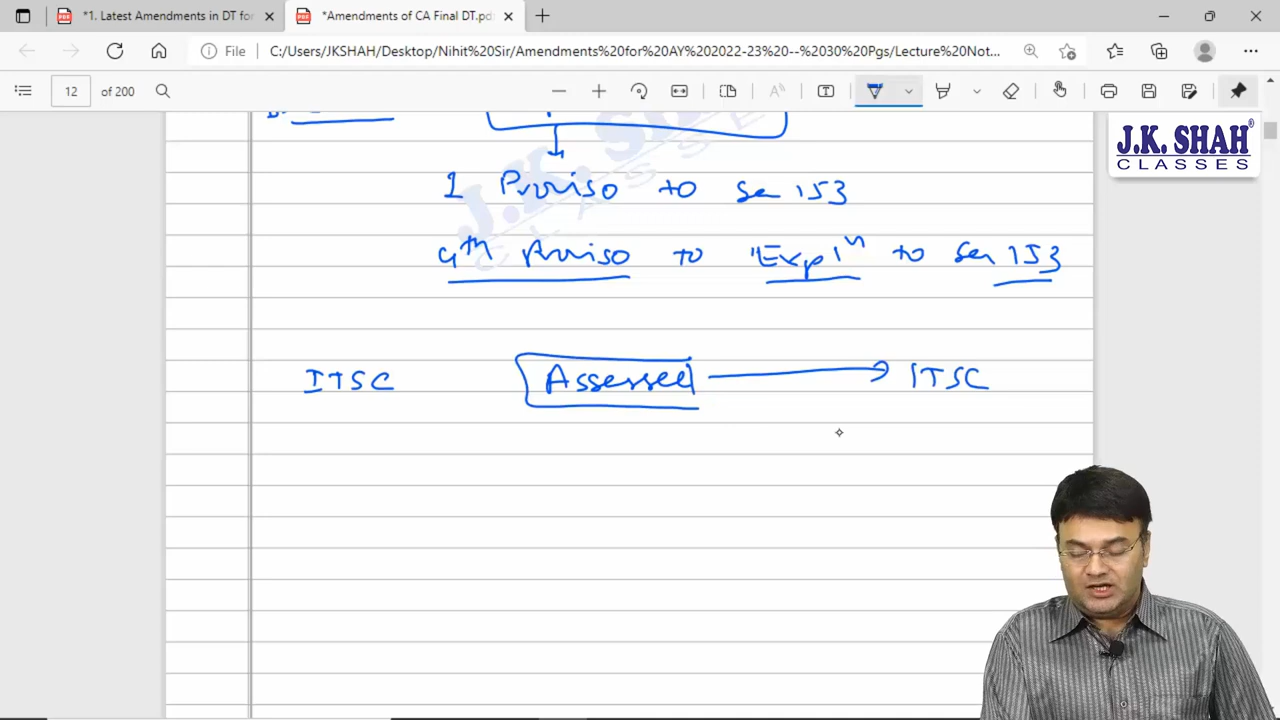 *1. Latest Amendments in DT for
*Amendments of CA Final DT.pd
File
C:/Users/JKSHAH/Desktop/Nihit%20Sir/Amendments%20for%20AY%202022-23%20--%2030%20Pgs/Lecture%20Not...
12 of 200
J.K. SHAH®
CLASSES
1 Proviso to Sec 153
4th Proviso to "Expln" to Sec 153
ITSC Assessee → ITSC